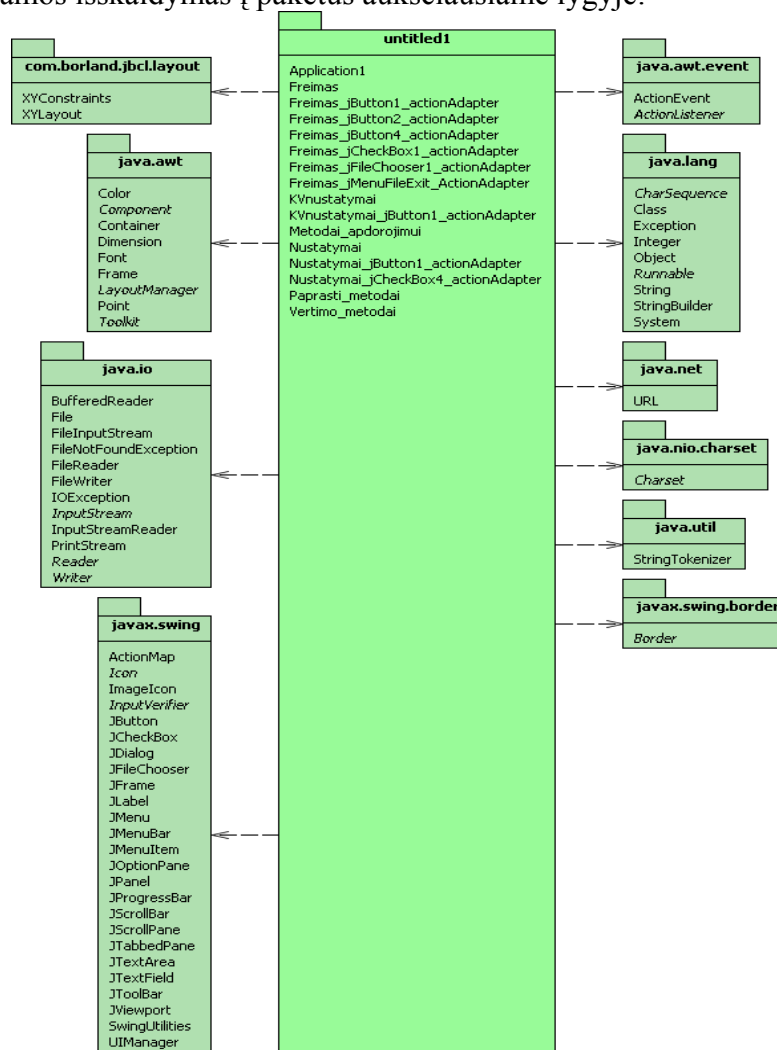 išskaidymas į paketus aukščiausiame lygyje.
com.borland.jbcl.layout
XYConstraints
XYLayout
java.awt
Color
Component
Container
Dimension
Font
Frame
LayoutManager
Point
Toolkit
java.io
BufferedReader
File
FileInputStream
FileNotFoundException
FileReader
FileWriter
IOException
InputStream
InputStreamReader
PrintStream
Reader
Writer
javax.swing
ActionMap
Icon
ImageIcon
InputVerifier
JButton
JCheckBox
JDialog
JFileChooser
JFrame
JLabel
JMenu
JMenuBar
JMenuItem
JOptionPane
JPanel
JProgressBar
JScrollBar
JScrollPane
JTabbedPane
JTextArea
JTextField
JToolBar
JViewport
SwingUtilities
UIManager
untitled1
Application1
Freimas
Freimas_jButton1_actionAdapter
Freimas_jButton2_actionAdapter
Freimas_jButton4_actionAdapter
Freimas_jCheckBox1_actionAdapter
Freimas_jFileChooser1_actionAdapter
Freimas_jMenuFileExit_ActionAdapter
KVnustatymai
KVnustatymai_jButton1_actionAdapter
Metodai_apdorojimui
Nustatymai
Nustatymai_jButton1_actionAdapter
Nustatymai_jCheckBox4_actionAdapter
Paprasti_metodai
Vertimo_metodai
java.awt.event
ActionEvent
ActionListener
java.lang
CharSequence
Class
Exception
Integer
Object
Runnable
String
StringBuilder
System
java.net
URL
java.nio.charset
Charset
java.util
StringTokenizer
javax.swing.border
Border